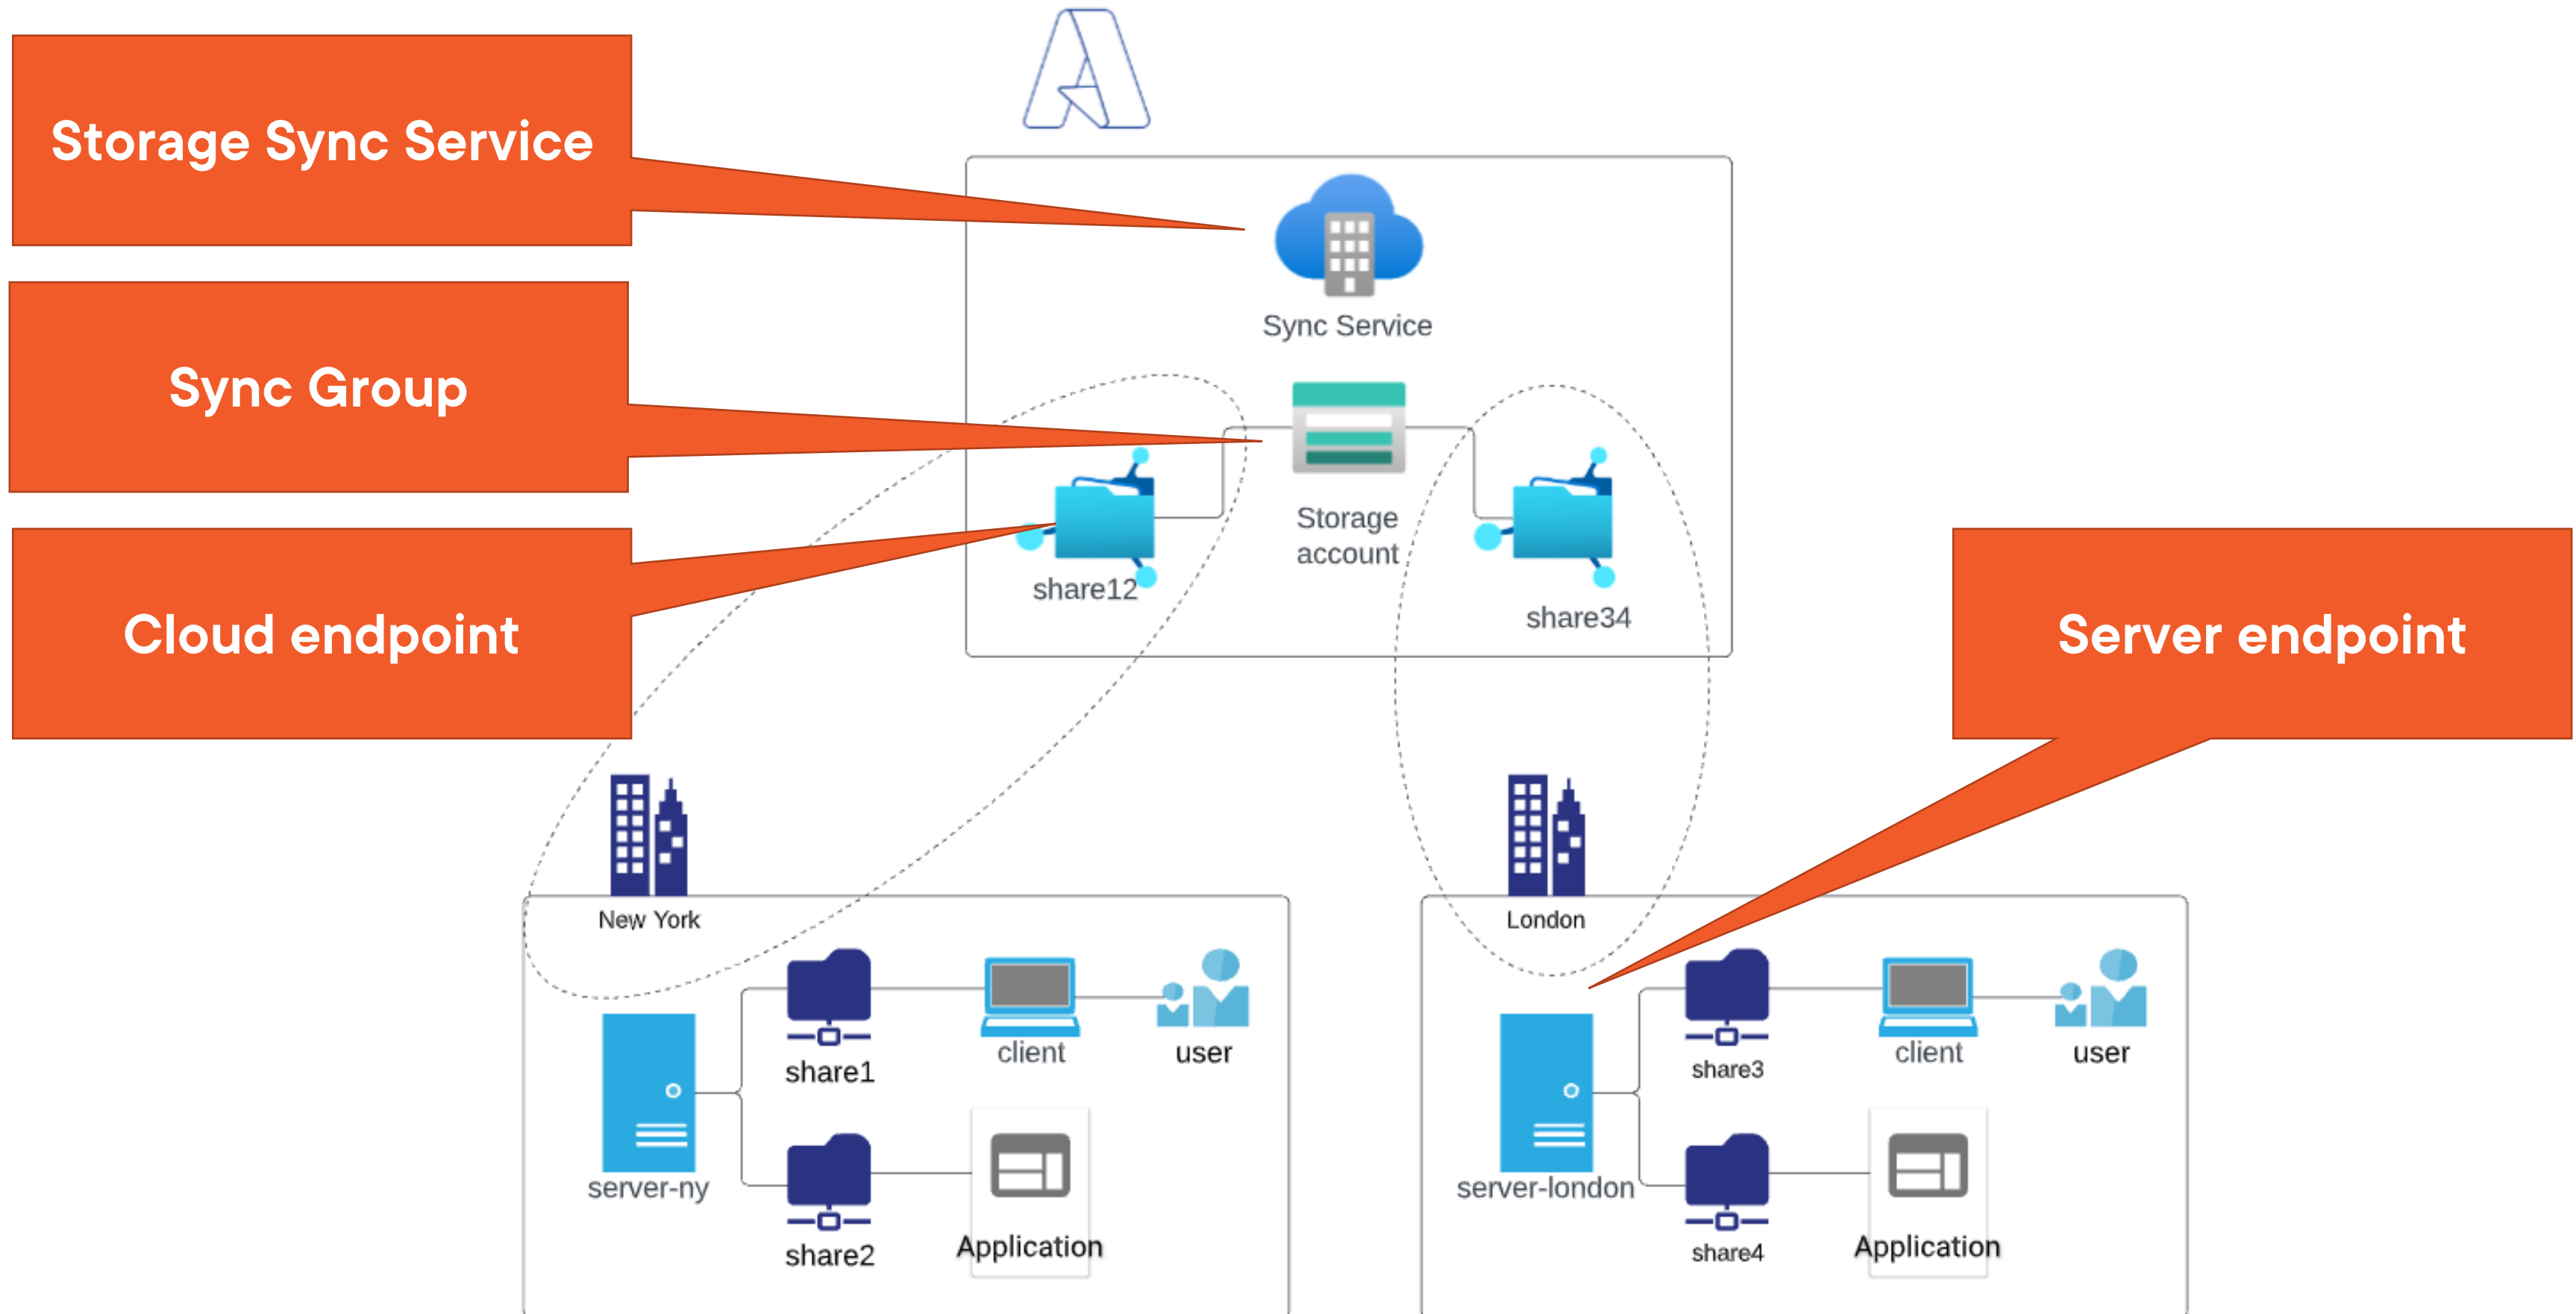 Storage Sync Service
Sync Group
Cloud endpoint
Server endpoint
Sync Service
Storage
account
share12
share34
New York
share1
client
user
server-ny
share2
Application
London
share3
client
user
server-london
share4
Application